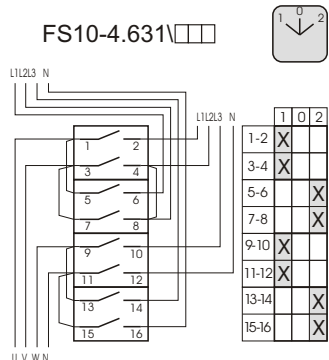 FS10-4.631\□□□
1 0 2
L1L2L3 N
L1L2L3 N
1 2
3 4
5 6
7 8
9 10
11 12
13 14
15 16
U V W N
1 0 2
1-2 X
3-4 X
5-6 X
7-8 X
9-10 X
11-12 X
13-14 X
15-16 X